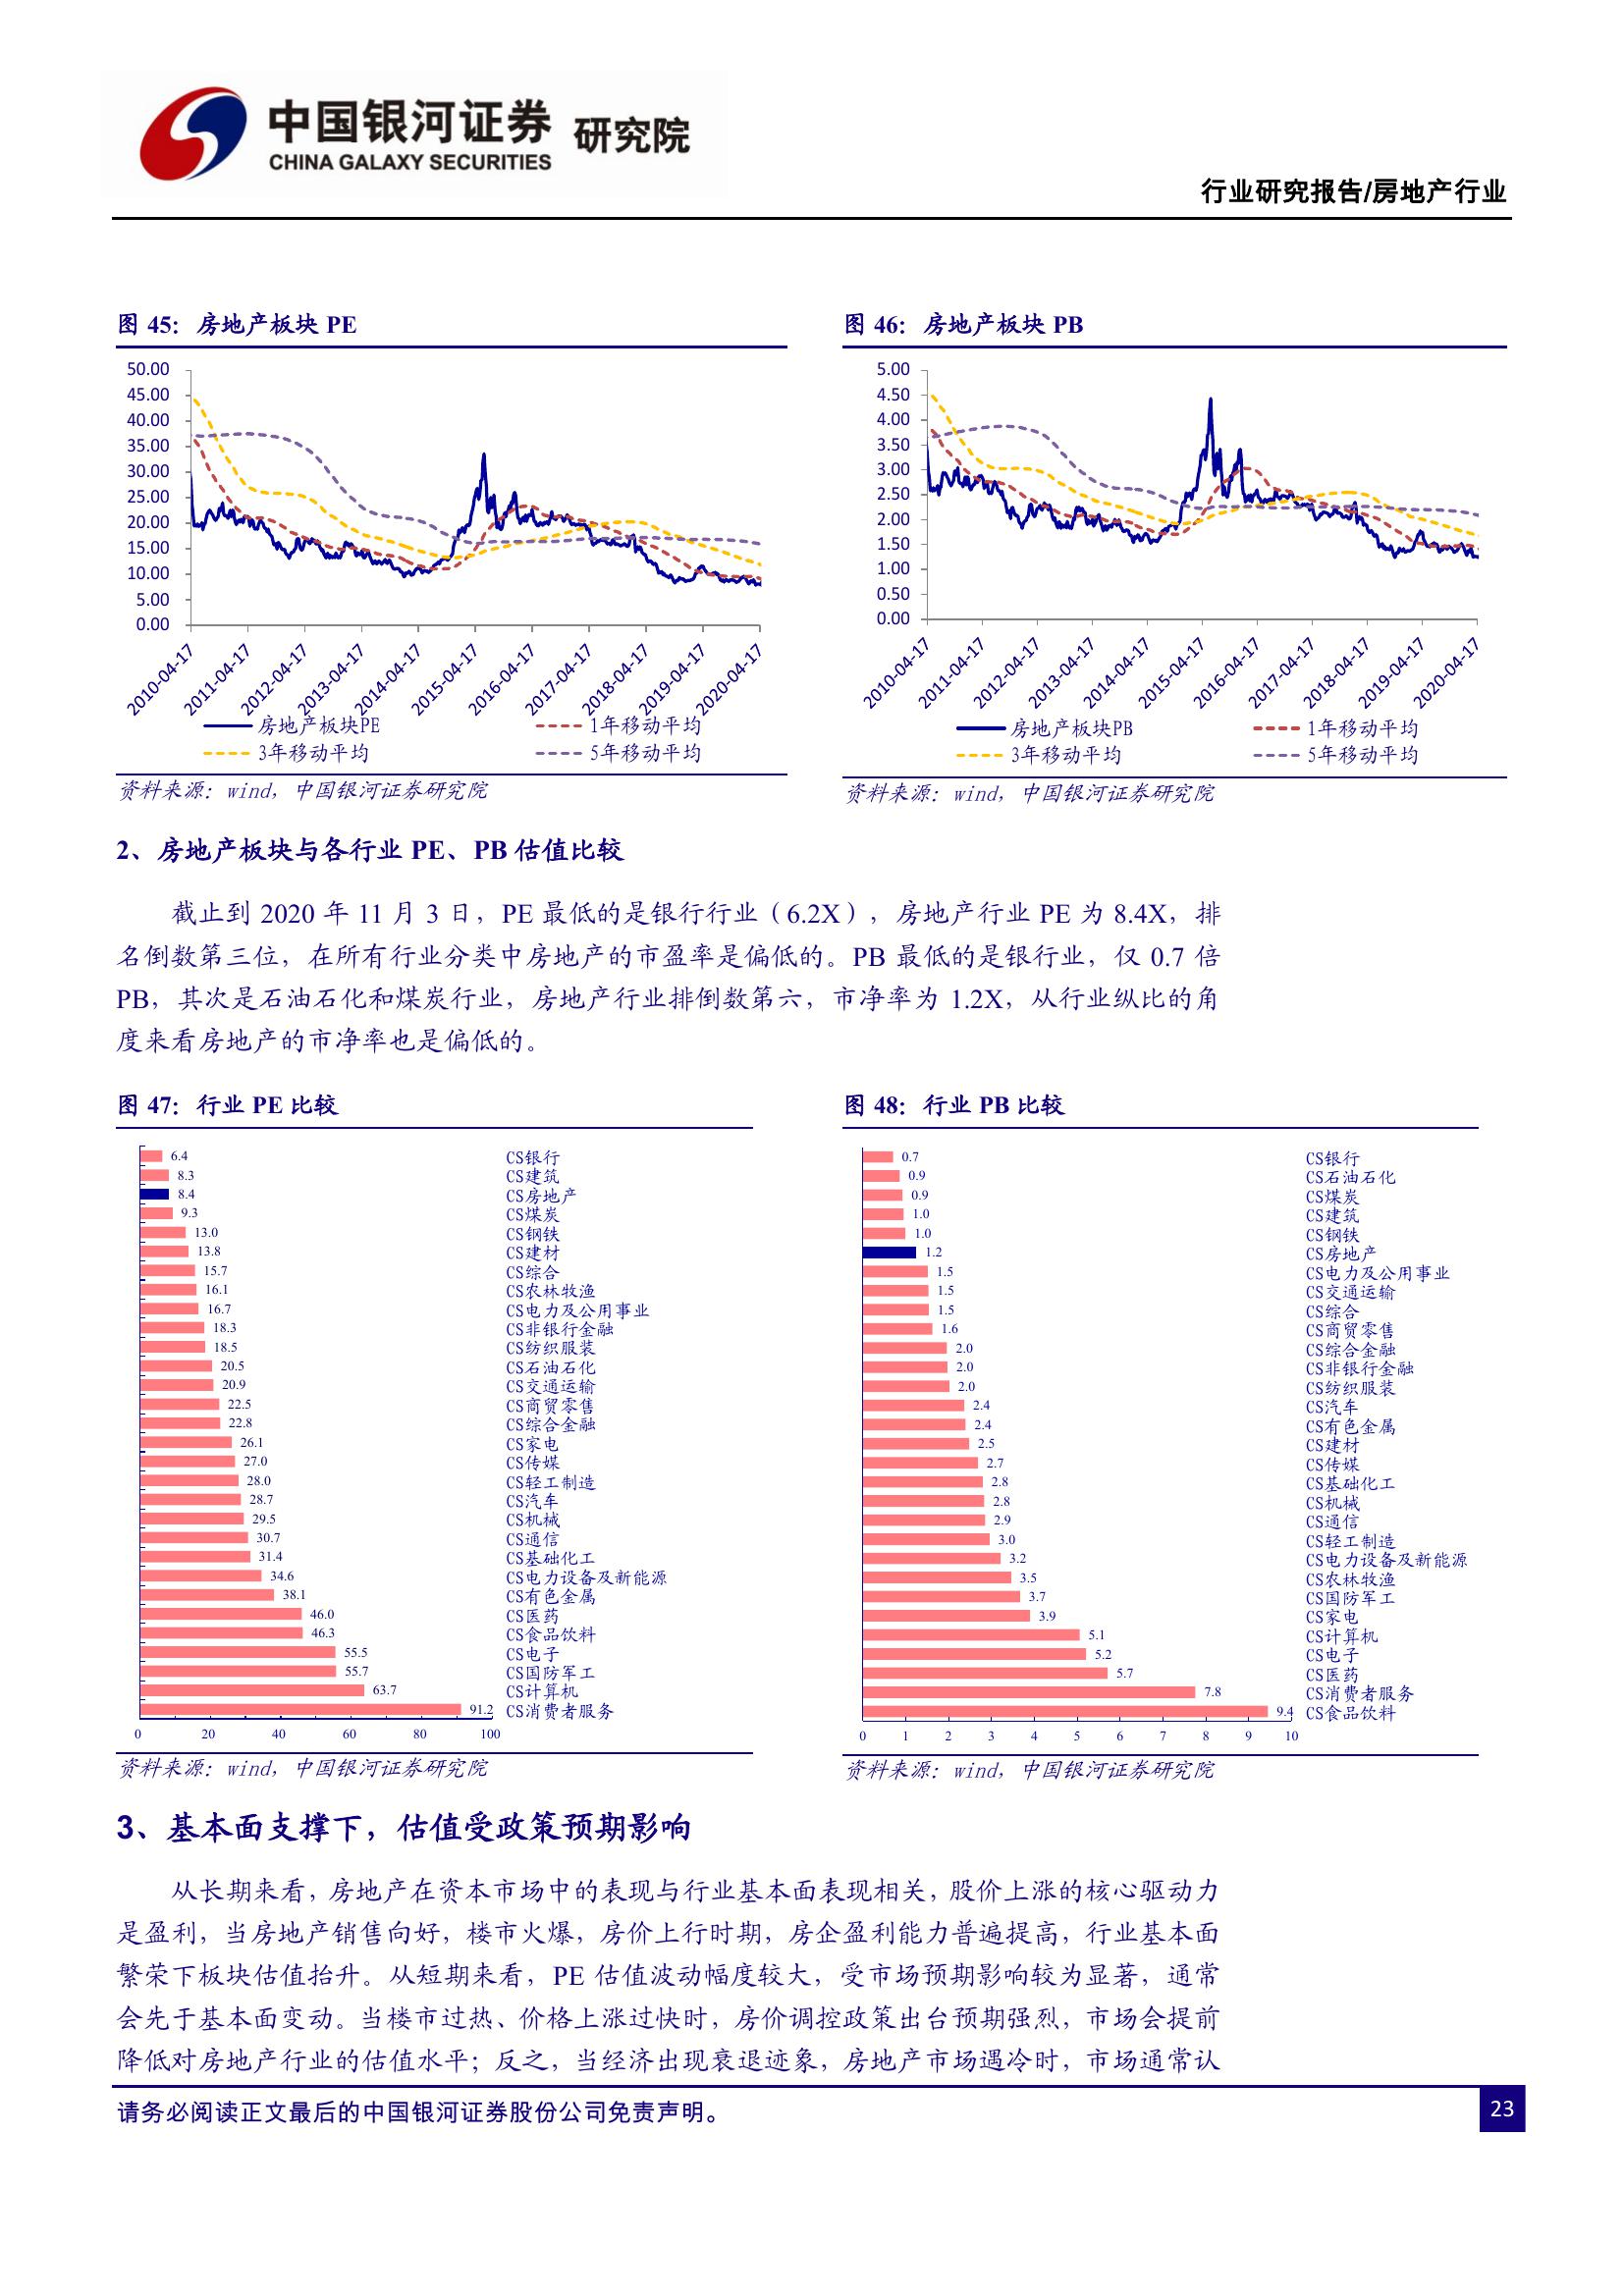 中国银河证券 研究院
CHINA GALAXY SECURITIES
行业研究报告/房地产行业
图 45：房地产板块 PE
50.00
45.00
40.00
35.00
30.00
25.00
20.00
15.00
10.00
5.00
0.00
2010-04-17
2011-04-17
2012-04-17
2013-04-17
2014-04-17
2015-04-17
2016-04-17
2017-04-17
2018-04-17
2019-04-17
2020-04-17
房地产板块PE
1年移动平均
3年移动平均
5年移动平均
资料来源：wind，中国银河证券研究院
图 46：房地产板块 PB
5.00
4.50
4.00
3.50
3.00
2.50
2.00
1.50
1.00
0.50
0.00
2010-04-17
2011-04-17
2012-04-17
2013-04-17
2014-04-17
2015-04-17
2016-04-17
2017-04-17
2018-04-17
2019-04-17
2020-04-17
房地产板块PB
1年移动平均
3年移动平均
5年移动平均
资料来源：wind，中国银河证券研究院
2、房地产板块与各行业 PE、PB 估值比较
截止到 2020 年 11 月 3 日，PE 最低的是银行行业（6.2X），房地产行业 PE 为 8.4X，排
名倒数第三位，在所有行业分类中房地产的市盈率是偏低的。PB 最低的是银行业，仅 0.7 倍
PB，其次是石油石化和煤炭行业，房地产行业排倒数第六，市净率为 1.2X，从行业纵比的角
度来看房地产的市净率也是偏低的。
图 47：行业 PE 比较
6.4 CS银行
8.3 CS建筑
8.4 CS房地产
9.3 CS煤炭
13.0 CS钢铁
13.8 CS建材
15.7 CS综合
16.1 CS农林牧渔
16.7 CS电力及公用事业
18.3 CS非银行金融
18.5 CS纺织服装
20.5 CS石油石化
20.9 CS交通运输
22.5 CS商贸零售
22.8 CS综合金融
26.1 CS家电
27.0 CS传媒
28.0 CS轻工制造
28.7 CS汽车
29.5 CS机械
30.7 CS通信
31.4 CS基础化工
34.6 CS电力设备及新能源
38.1 CS有色金属
46.0 CS医药
46.3 CS食品饮料
55.5 CS电子
55.7 CS国防军工
63.7 CS计算机
91.2 CS消费者服务
0 20 40 60 80 100
资料来源：wind，中国银河证券研究院
图 48：行业 PB 比较
0.7 CS银行
0.9 CS石油石化
0.9 CS煤炭
1.0 CS建筑
1.0 CS钢铁
1.2 CS房地产
1.5 CS电力及公用事业
1.5 CS交通运输
1.5 CS综合
1.6 CS商贸零售
2.0 CS综合金融
2.0 CS非银行金融
2.0 CS纺织服装
2.4 CS汽车
2.4 CS有色金属
2.5 CS建材
2.7 CS传媒
2.8 CS基础化工
2.8 CS机械
2.9 CS通信
3.0 CS轻工制造
3.2 CS电力设备及新能源
3.5 CS农林牧渔
3.7 CS国防军工
3.9 CS家电
5.1 CS计算机
5.2 CS电子
5.7 CS医药
7.8 CS消费者服务
9.4 CS食品饮料
0 1 2 3 4 5 6 7 8 9 10
资料来源：wind，中国银河证券研究院
3、基本面支撑下，估值受政策预期影响
从长期来看，房地产在资本市场中的表现与行业基本面表现相关，股价上涨的核心驱动力
是盈利，当房地产销售向好，楼市火爆，房价上行时期，房企盈利能力普遍提高，行业基本面
繁荣下板块估值抬升。从短期来看，PE 估值波动幅度较大，受市场预期影响较为显著，通常
会先于基本面变动。当楼市过热、价格上涨过快时，房价调控政策出台预期强烈，市场会提前
降低对房地产行业的估值水平；反之，当经济出现衰退迹象，房地产市场遇冷时，市场通常认
请务必阅读正文最后的中国银河证券股份公司免责声明。
23